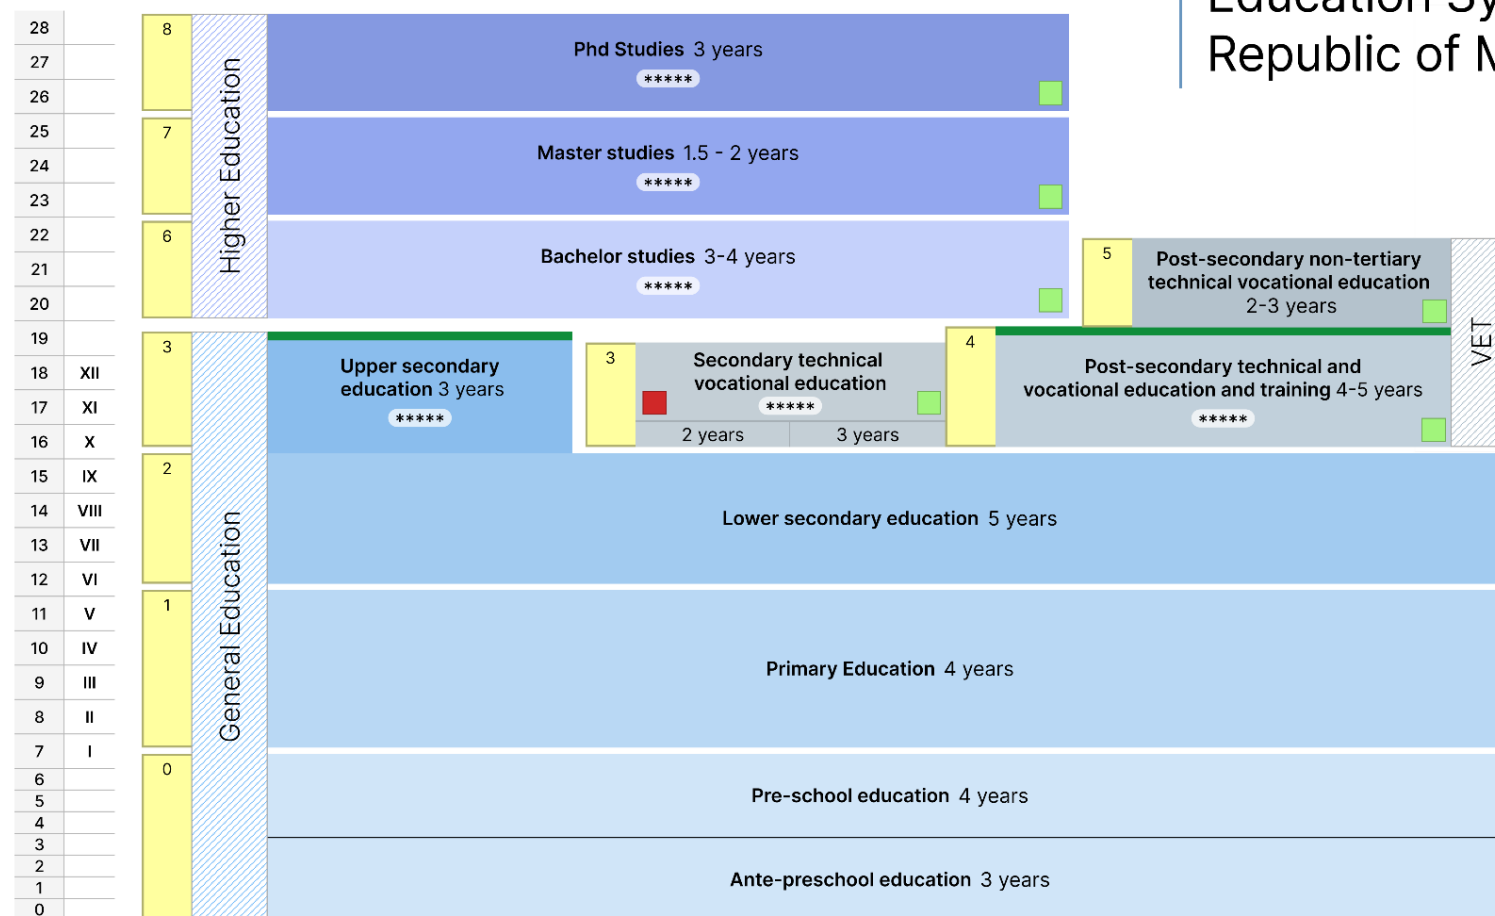 Education Sy
Republic of M
28
27
26
25
24
23
22
21
20
19
18 XII
17 XI
16 X
15 IX
14 VIII
13 VII
12 VI
11 V
10 IV
9 III
8 II
7 I
6
5
4
3
2
1
0
8
7
6
Higher Education
Phd Studies 3 years
*****
Master studies 1.5 - 2 years
*****
Bachelor studies 3-4 years
*****
5
Post-secondary non-tertiary
technical vocational education
2-3 years
VET
3
Upper secondary
education 3 years
*****
3
Secondary technical
vocational education
*****
2 years 3 years
4
Post-secondary technical and
vocational education and training 4-5 years
*****
General Education
2
Lower secondary education 5 years
1
Primary Education 4 years
0
Pre-school education 4 years
Ante-preschool education 3 years